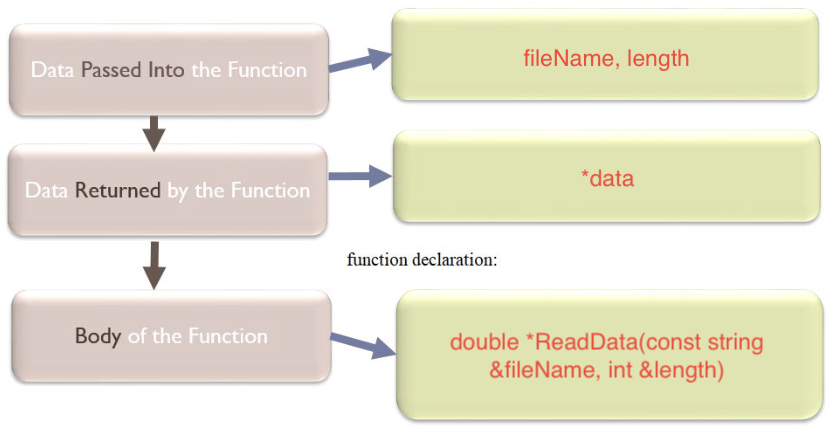 Data Passed Into the Function
fileName, length
Data Returned by the Function
*data
function declaration:
Body of the Function
double *ReadData(const string
&fileName, int &length)